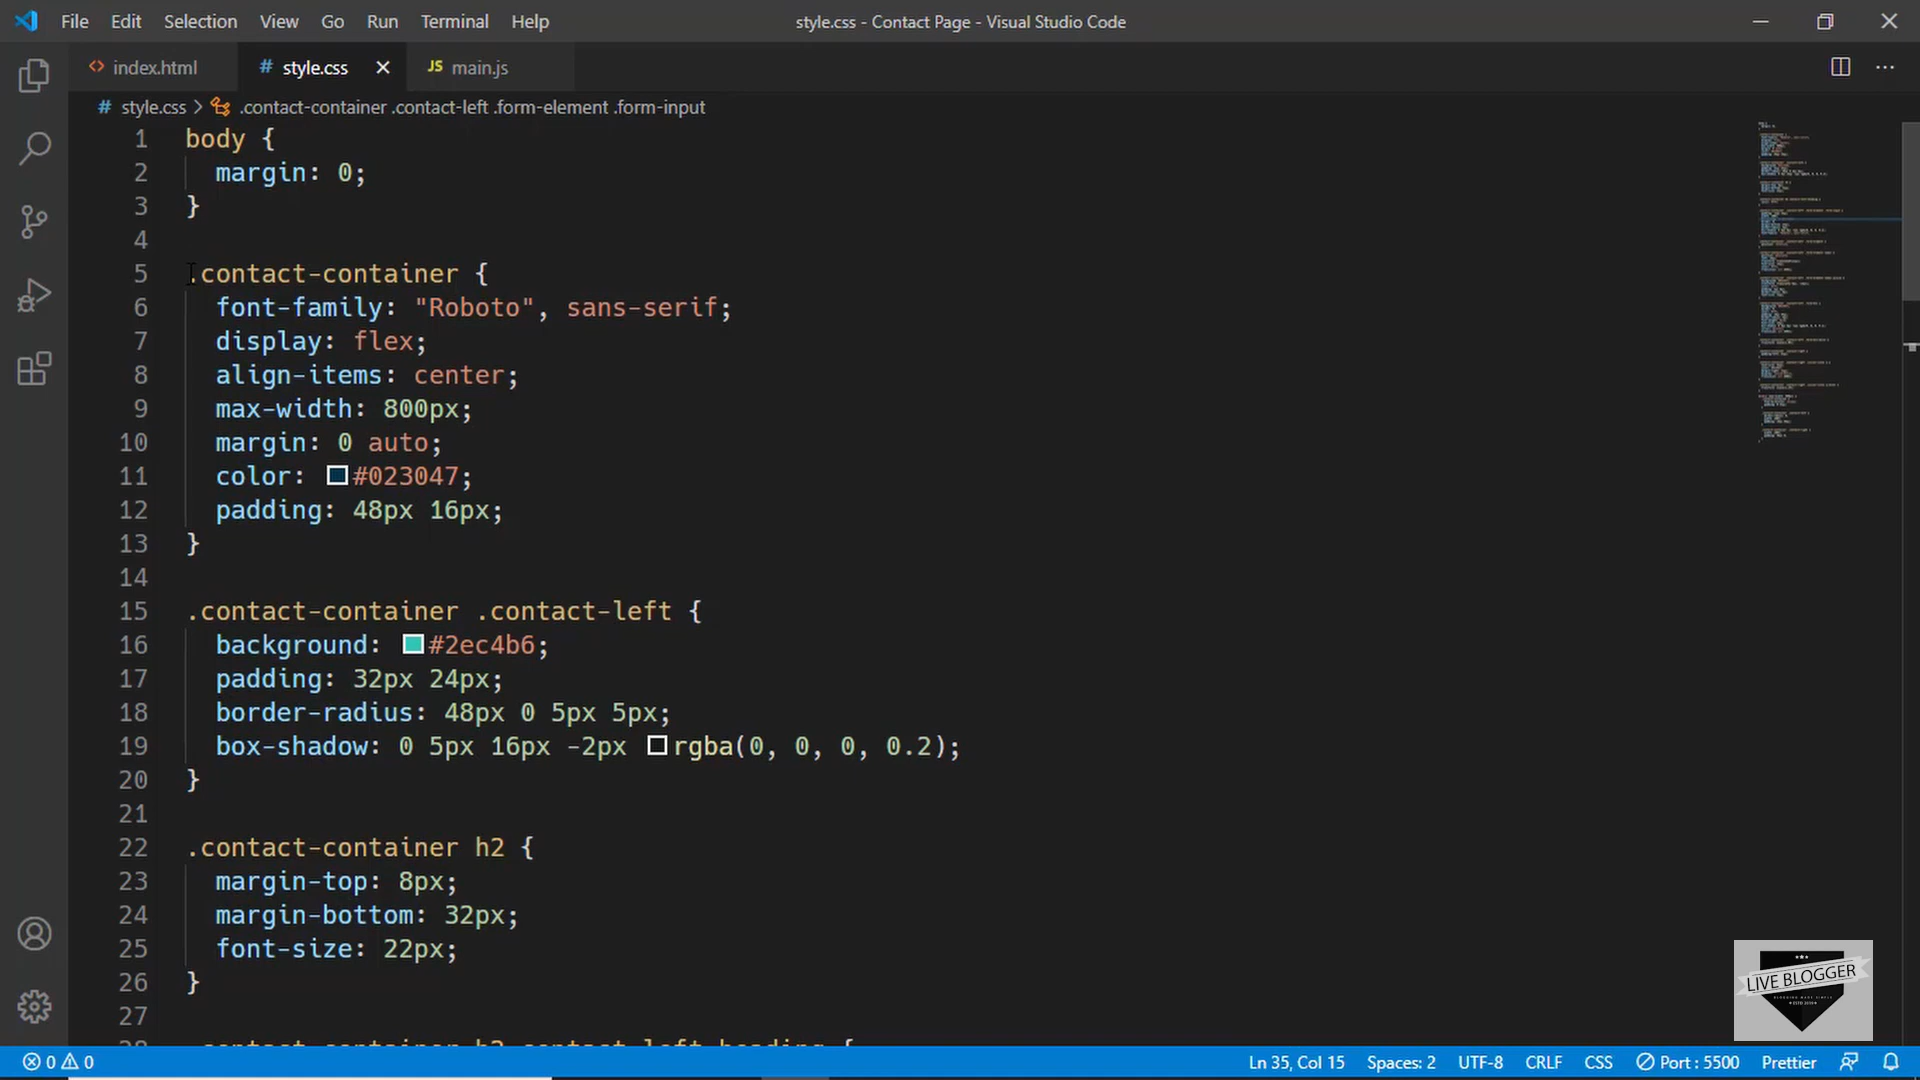 File Edit Selection View Go Run Terminal Help
style.css - Contact Page - Visual Studio Code
index.html
# style.css
JS main.js
# style.css > .contact-container .contact-left .form-element .form-input
1 body {
2 margin: 0;
3 }
4
5 .contact-container {
6 font-family: "Roboto", sans-serif;
7 display: flex;
8 align-items: center;
9 max-width: 800px;
10 margin: 0 auto;
11 color: #023047;
12 padding: 48px 16px;
13 }
14
15 .contact-container .contact-left {
16 background: #2ec4b6;
17 padding: 32px 24px;
18 border-radius: 48px 0 5px 5px;
19 box-shadow: 0 5px 16px -2px rgba(0, 0, 0, 0.2);
20 }
21
22 .contact-container h2 {
23 margin-top: 8px;
24 margin-bottom: 32px;
25 font-size: 22px;
26 }
27
28 .contact-container h2.contact-left-heading {
LIVE BLOGGER
0 0
Ln 35, Col 15 Spaces: 2 UTF-8 CRLF CSS Port : 5500 Prettier